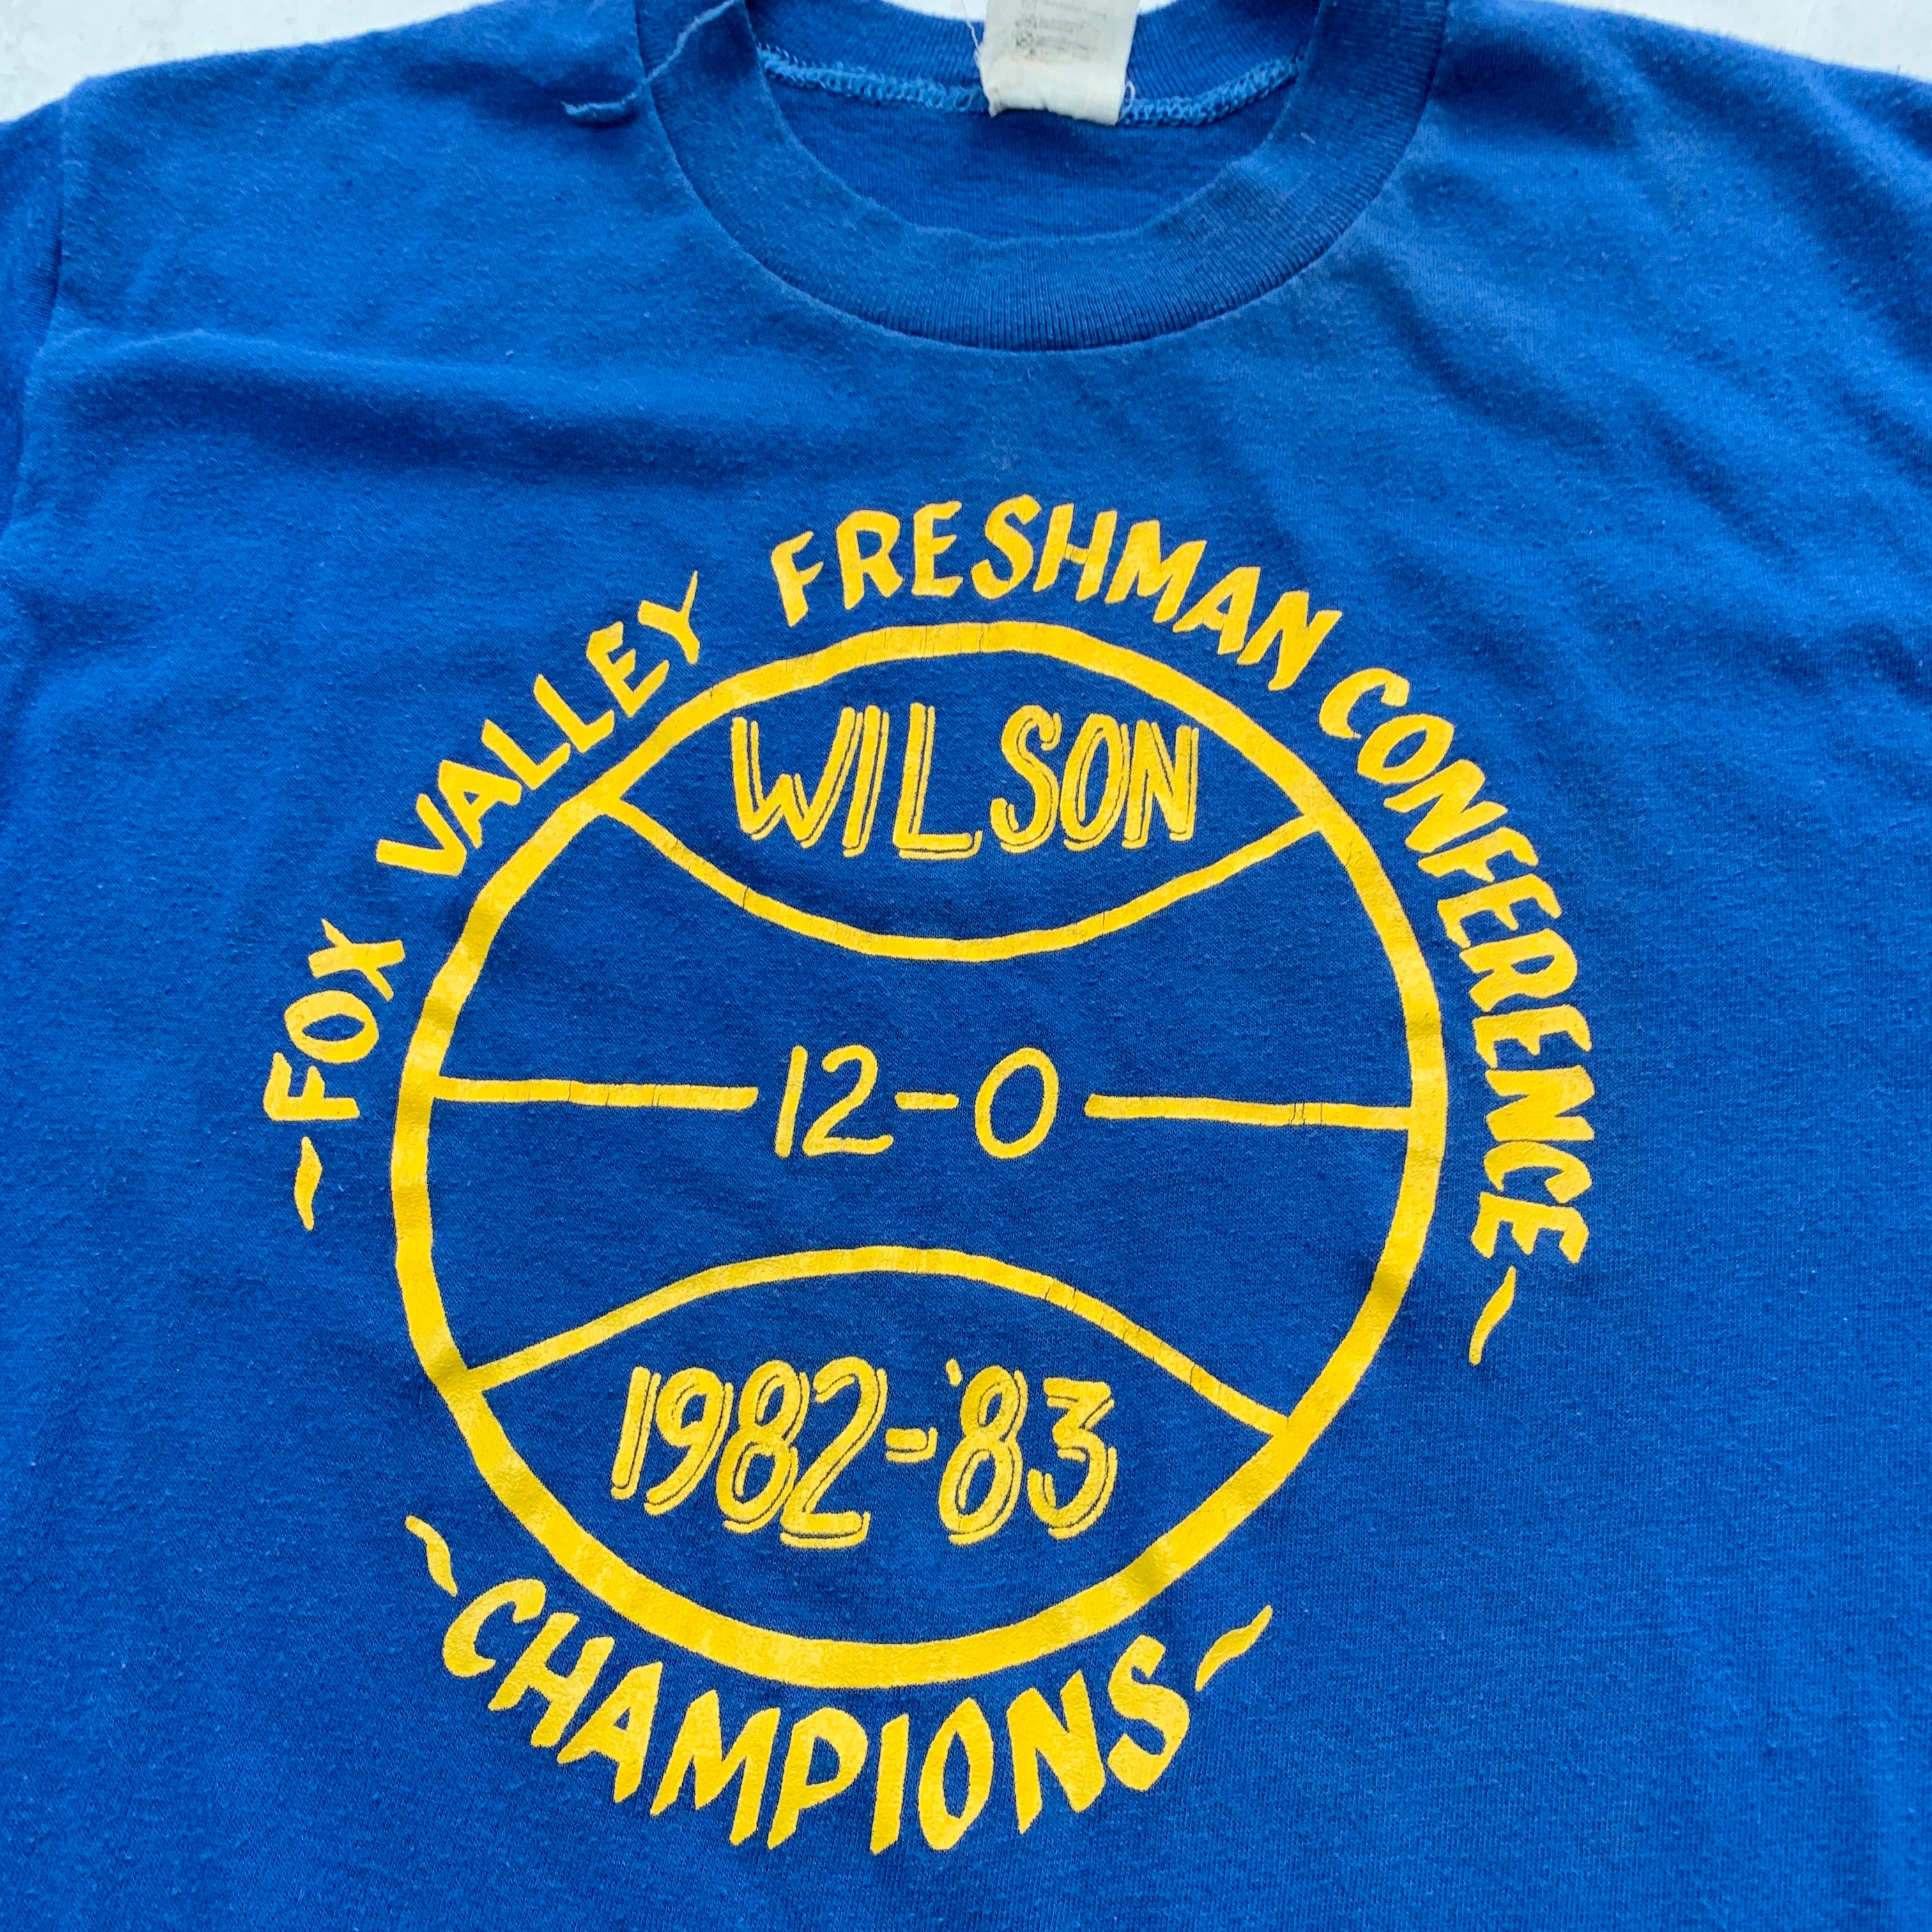 ~FOX VALLEY FRESHMAN CONFERENCE~
WILSON
12-0
1982-'83
~CHAMPIONS~